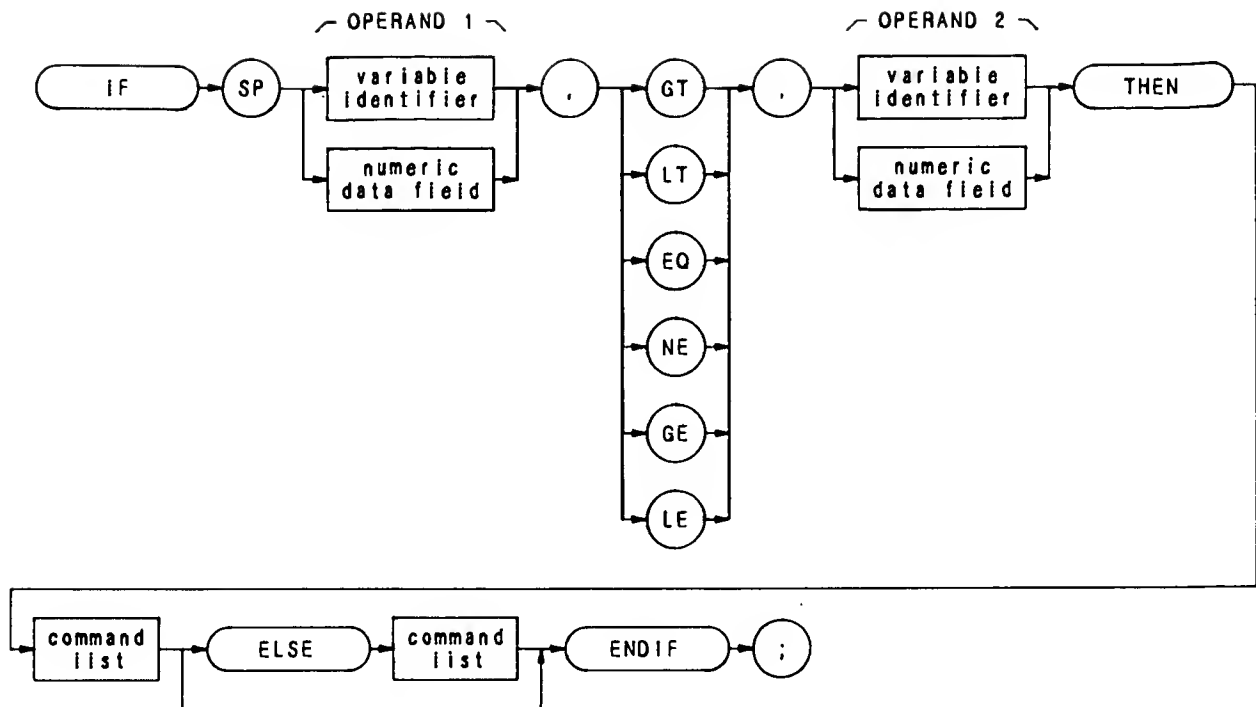 OPERAND 1
OPERAND 2
IF
SP
variable
identifier
,
GT
,
variable
identifier
THEN
numeric
data field
LT
numeric
data field
EQ
NE
GE
LE
command
list
ELSE
command
list
ENDIF
;